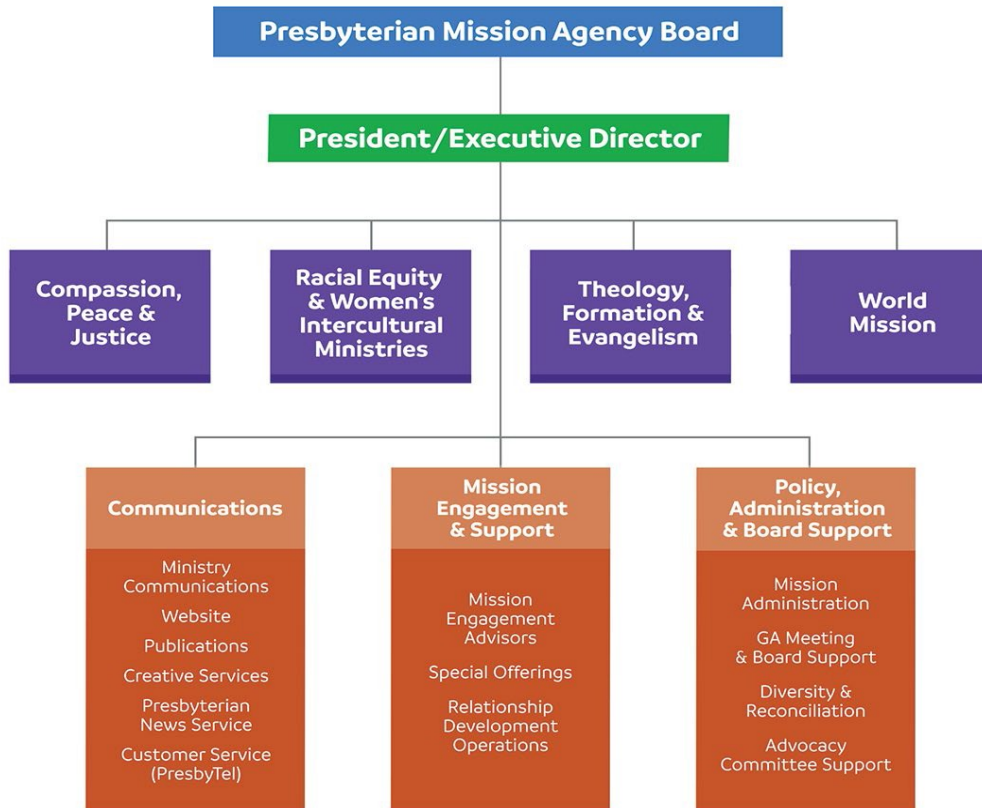 Presbyterian Mission Agency Board
President/Executive Director
Compassion,
Peace &
Justice
Racial Equity
& Women's
Intercultural
Ministries
Theology,
Formation &
Evangelism
World
Mission
Communications
Ministry
Communications
Website
Publications
Creative Services
Presbyterian
News Service
Customer Service
(PresbyTel)
Mission
Engagement
& Support
Mission
Engagement
Advisors
Special Offerings
Relationship
Development
Operations
Policy,
Administration
& Board Support
Mission
Administration
GA Meeting
& Board Support
Diversity &
Reconciliation
Advocacy
Committee Support